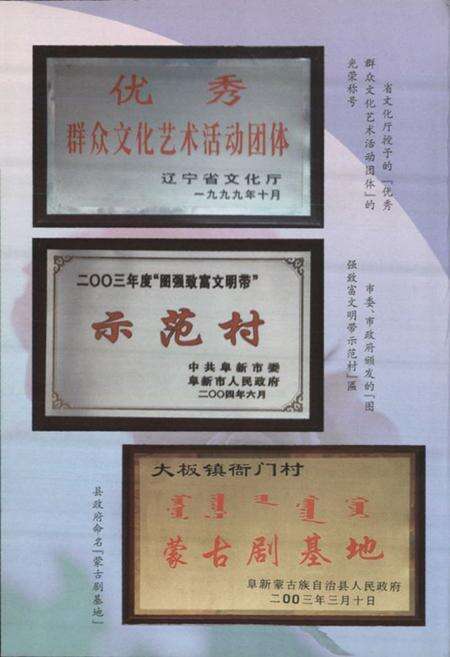 优秀
群众文化艺术活动团体
辽宁省文化厅
一九九九年十月
省文化厅授予的“优秀
群众文化艺术活动团体”的
光荣称号
二〇〇三年度“图强致富文明带”
示范村
中共阜新市委
阜新市人民政府
二〇〇四年六月
市委、市政府颁发的“图
强致富文明带示范村”匾
大板镇衙门村
蒙古剧基地
阜新蒙古族自治县人民政府
二〇〇三年三月十日
县政府命名“蒙古剧基地”